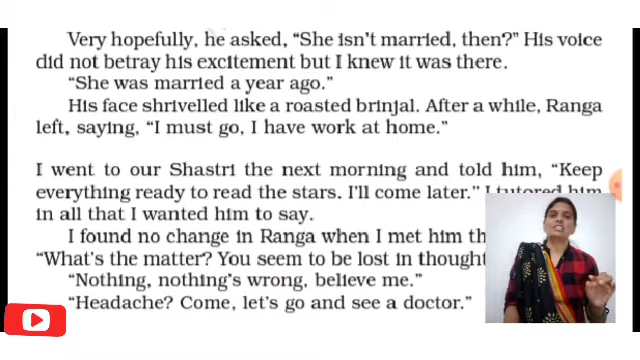 Very hopefully, he asked, “She isn't married, then?” His voice
did not betray his excitement but I knew it was there.
“She was married a year ago.”
His face shrivelled like a roasted brinjal. After a while, Ranga
left, saying, “I must go, I have work at home.”
I went to our Shastri the next morning and told him, “Keep
everything ready to read the stars. I'll come later.” I tutored him
in all that I wanted him to say.
I found no change in Ranga when I met him
“What's the matter? You seem to be lost in
“Nothing, nothing's wrong, believe me.”
“Headache? Come, let's go and see a doctor.”